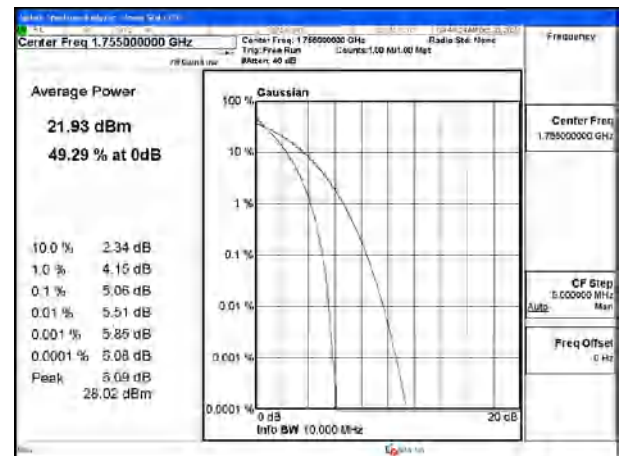 Center Freq 1.755000000 GHz
Center Freq: 1.755000000 GHz
Radio Std: None
Trig: Free Run
Counts:1.00 M/1.00 Mpt
#Atten: 40 dB
Frequency
Average Power
21.93 dBm
49.29 % at 0dB
10.0 % 2.34 dB
1.0 % 4.15 dB
0.1 % 5.06 dB
0.01 % 5.51 dB
0.001 % 5.85 dB
0.0001 % 6.08 dB
Peak 6.09 dB
28.02 dBm
Gaussian
100 %
10 %
1 %
0.1 %
0.01 %
0.001 %
0.0001 %
0 dB
20 dB
Info BW 10.000 MHz
Center Freq
1.755000000 GHz
CF Step
5.000000 MHz
Auto Man
Freq Offset
0 Hz